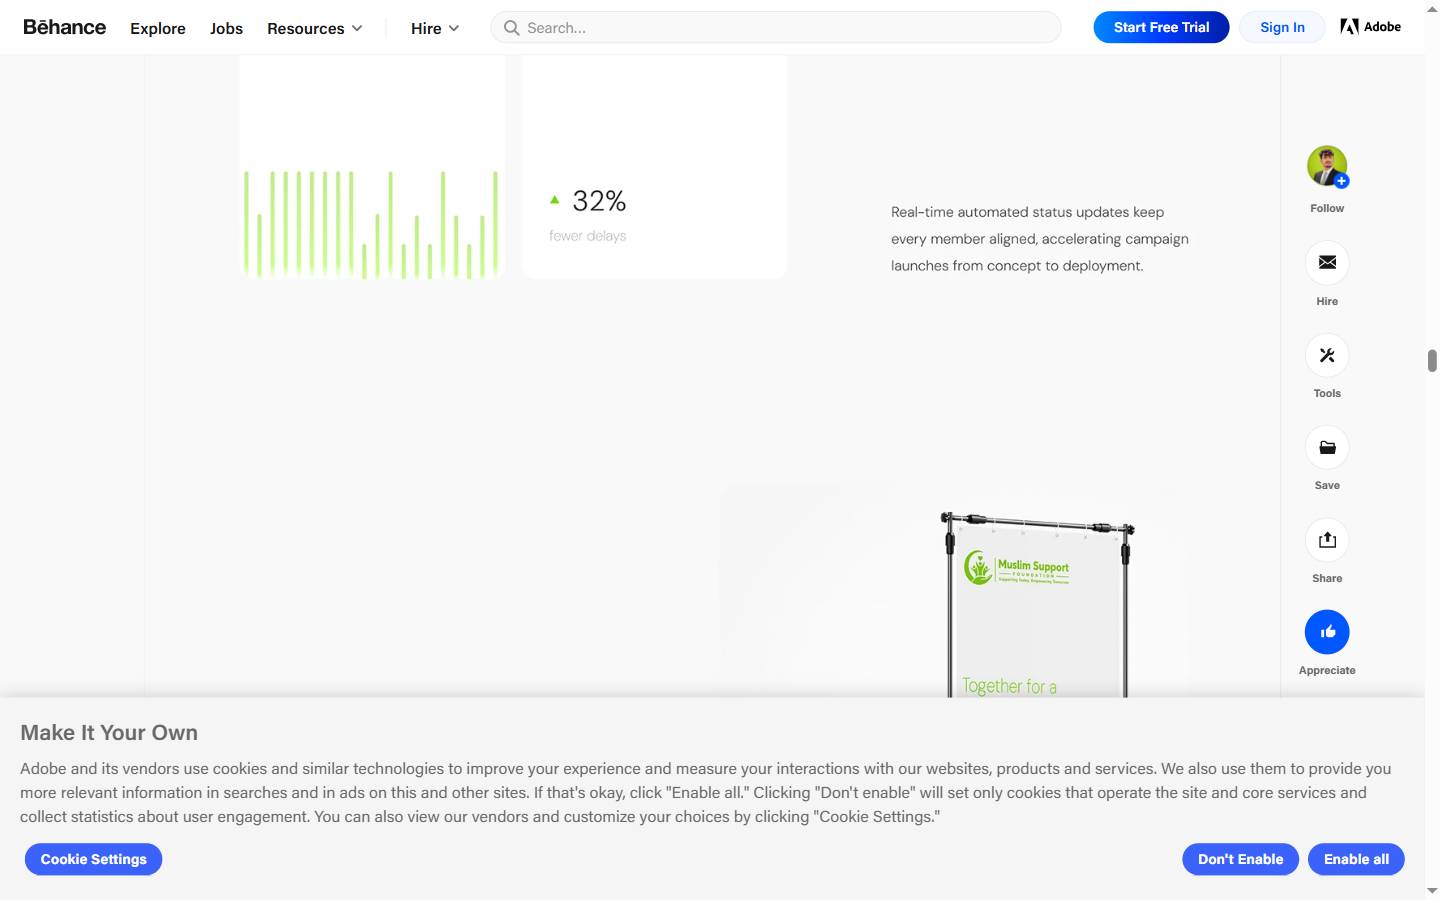 Bēhance
Explore
Jobs
Resources
Hire
Search...
Start Free Trial
Sign In
Adobe
32%
fewer delays
Real-time automated status updates keep
every member aligned, accelerating campaign
launches from concept to deployment.
Follow
Hire
Tools
Save
Share
Appreciate
Muslim Support
FOUNDATION
Supporting Today, Empowering Tomorrow
Together for a
Make It Your Own
Adobe and its vendors use cookies and similar technologies to improve your experience and measure your interactions with our websites, products and services. We also use them to provide you
more relevant information in searches and in ads on this and other sites. If that's okay, click "Enable all." Clicking "Don't enable" will set only cookies that operate the site and core services and
collect statistics about user engagement. You can also view our vendors and customize your choices by clicking "Cookie Settings."
Cookie Settings
Don't Enable
Enable all